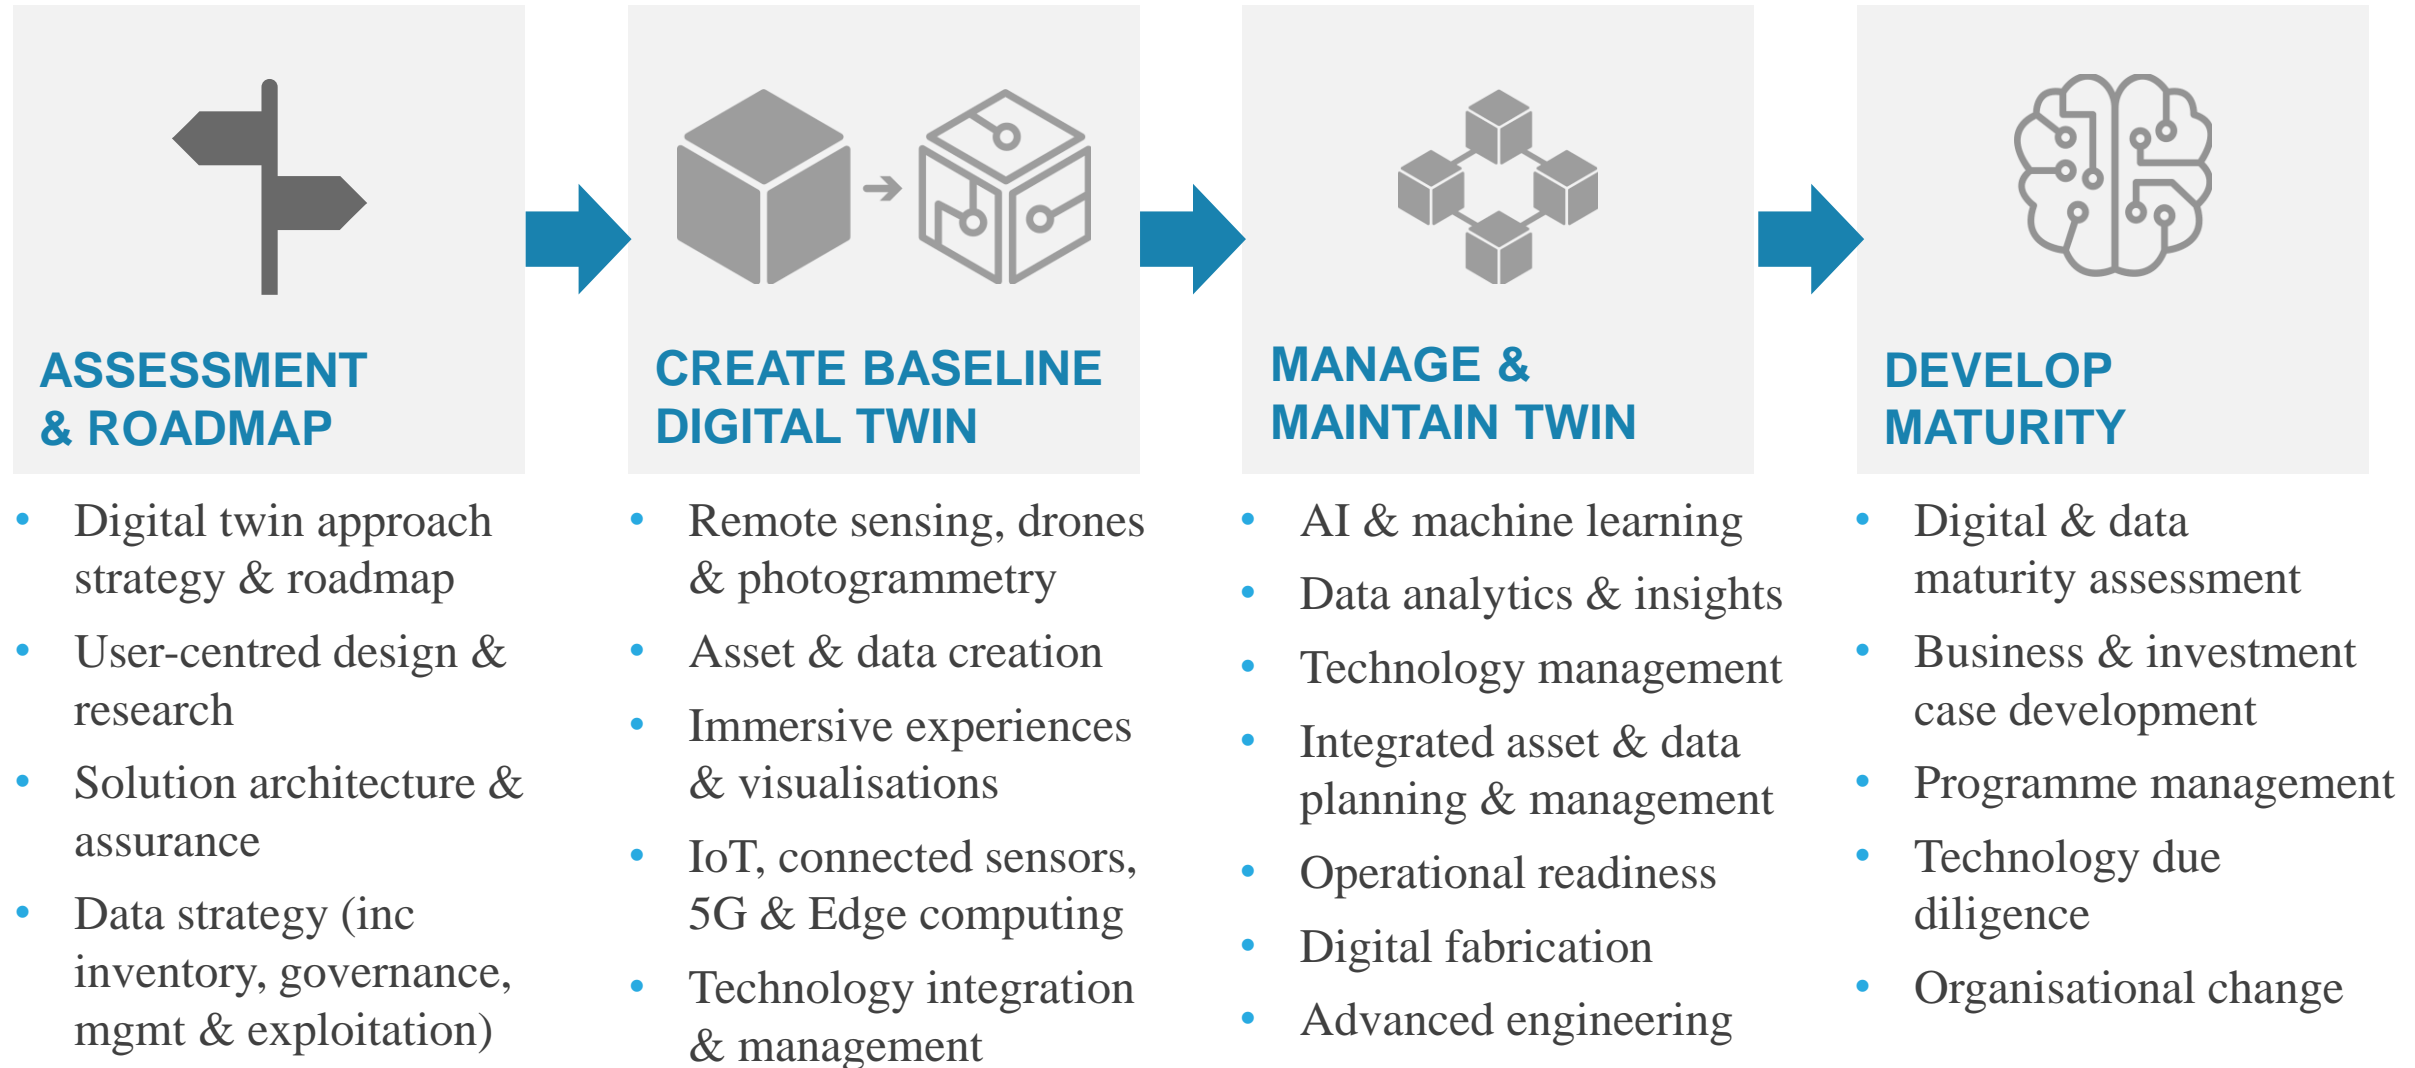 ASSESSMENT
& ROADMAP
• Digital twin approach
strategy & roadmap
• User-centred design &
research
• Solution architecture &
assurance
• Data strategy (inc
inventory, governance,
mgmt & exploitation)
CREATE BASELINE
DIGITAL TWIN
• Remote sensing, drones
& photogrammetry
• Asset & data creation
• Immersive experiences
& visualisations
• IoT, connected sensors,
5G & Edge computing
• Technology integration
& management
MANAGE &
MAINTAIN TWIN
• AI & machine learning
• Data analytics & insights
• Technology management
• Integrated asset & data
planning & management
• Operational readiness
• Digital fabrication
• Advanced engineering
DEVELOP
MATURITY
• Digital & data
maturity assessment
• Business & investment
case development
• Programme management
• Technology due
diligence
• Organisational change